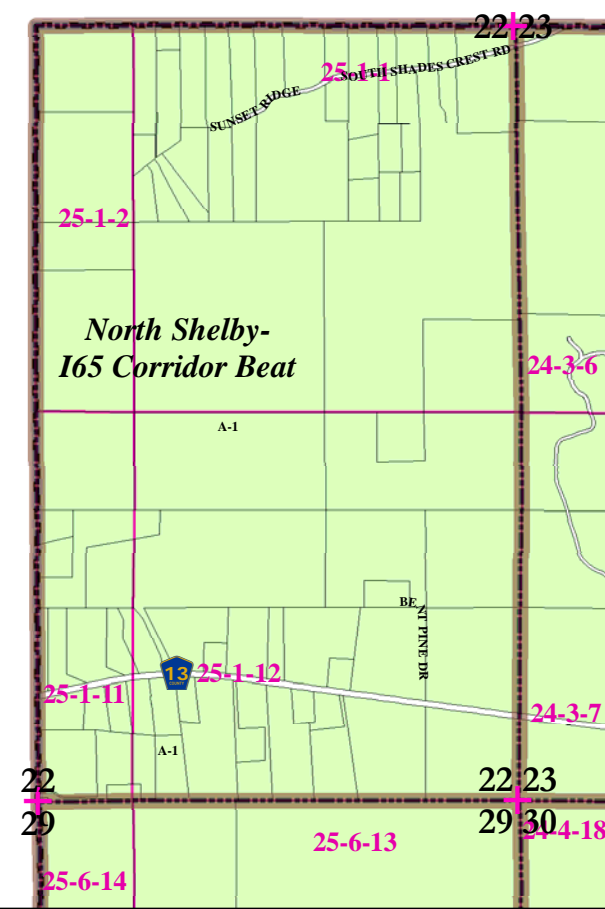 22 23
25-1-1
SOUTH SHADES CREST RD
SUNSET RIDGE
25-1-2
North Shelby-
I65 Corridor Beat
24-3-6
A-1
BENT PINE DR
13
COUNTY
25-1-12
25-1-11
24-3-7
A-1
22
22 23
29
29 30
24-4-18
25-6-13
25-6-14